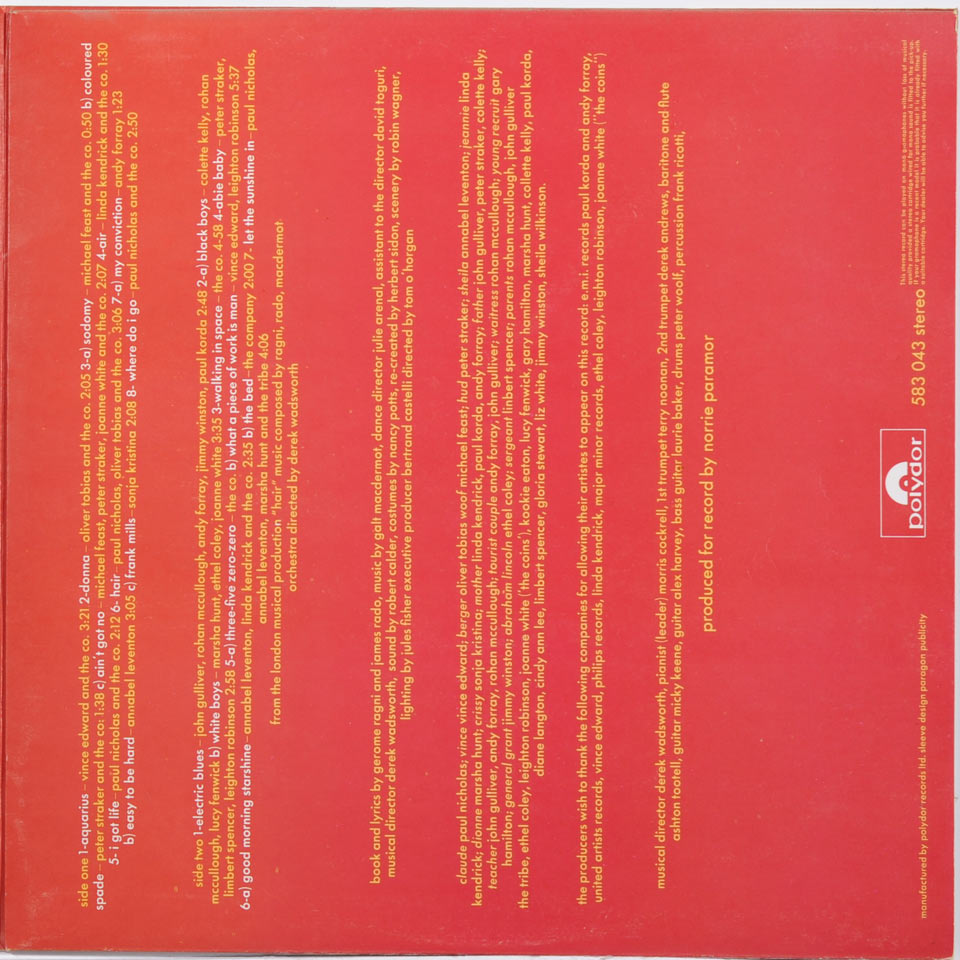 side one 1-aquarius – vince edward and the co. 3:21 2-donna – oliver tobias and the co. 2:05 3-a) sodomy – michael feast and the co. 0:50 b) coloured
spade – peter straker and the co: 1:38 c) ain't got no – michael feast, peter straker, joanne white and the co. 2:07 4-air – linda kendrick and the co. 1:30
5- i got life – paul nicholas and the co. 2:12 6- hair – paul nicholas, oliver tobias and the co. 3:06 7-a) my conviction – andy forray 1:23
b) easy to be hard – annabel leventon 3:05 c) frank mills – sonja kristina 2:08 8- where do i go – paul nicholas and the co. 2:50
side two 1-electric blues – john gulliver, rohan mccullough, andy forray, jimmy winston, paul korda 2:48 2-a) black boys – colette kelly, rohan
mccullough, lucy fenwick b) white boys – marsha hunt, ethel coley, joanne white 3:35 3-walking in space – the co. 4-58 4-abie baby – peter straker,
limbert spencer, leighton robinson 2:58 5-a) three-five zero-zero – the co. b) what a piece of work is man – vince edward, leighton robinson 5:37
6-a) good morning starshine – annabel leventon, linda kendrick and the co. 2:35 b) the bed – the company 2:00 7- let the sunshine in – paul nicholas,
annabel leventon, marsha hunt and the tribe 4:06
from the london musical production "hair" music composed by ragni, rado, macdermot
orchestra directed by derek wadsworth
book and lyrics by gerome ragni and james rado, music by galt macdermot, dance director julie arenal, assistant to the director david toguri,
musical director derek wadsworth, sound by robert calder, costumes by nancy potts, re-created by herbert sidon, scenery by robin wagner,
lighting by jules fisher executive producer bertrand castelli directed by tom o'horgan
claude paul nicholas; vince vince edward; berger oliver tobias woof michael feast; hud peter straker; sheila annabel leventon; jeannie linda
kendrick; dionne marsha hunt; crissy sonja kristina; mother linda kendrick, paul korda, andy forray; father john gulliver, peter straker, colette kelly;
teacher john gulliver, andy forray, rohan mccullough; tourist couple andy forray, john gulliver; waitress rohan mccullough; young recruit gary
hamilton; general grant jimmy winston; abraham lincoln ethel coley; sergeant limbert spencer; parents rohan mccullough, john gulliver
the tribe, ethel coley, leighton robinson, joanne white ('the coins'), kookie eaton, lucy fenwick, gary hamilton, marsha hunt, collette kelly, paul korda,
diane langton, cindy ann lee, limbert spencer, gloria stewart, liz white, jimmy winston, sheila wilkinson.
the producers wish to thank the following companies for allowing their artistes to appear on this record: e.m.i. records paul korda and andy forray,
united artists records, vince edward, philips records, linda kendrick, major minor records, ethel coley, leighton robinson, joanne white ("the coins")
musical director derek wadsworth, pianist (leader) morris cockrell, 1st trumpet terry noonan, 2nd trumpet derek andrews, baritone and flute
ashton tootell, guitar micky keene, guitar alex harvey, bass guitar laurie baker, drums peter woolf, percussion frank ricotti,
produced for record by norrie paramor
manufactured by polydor records ltd. sleeve design paragon publicity
polydor
583 043 stereo
This stereo record can be played on mono gramophones without loss of musical
quality provided a stereo cartridge wired for mono sound is fitted to the pick-up.
If your gramophone is a recent model it is probable that it is already fitted with
a suitable cartridge. Your dealer will be able to advise you further if necessary.